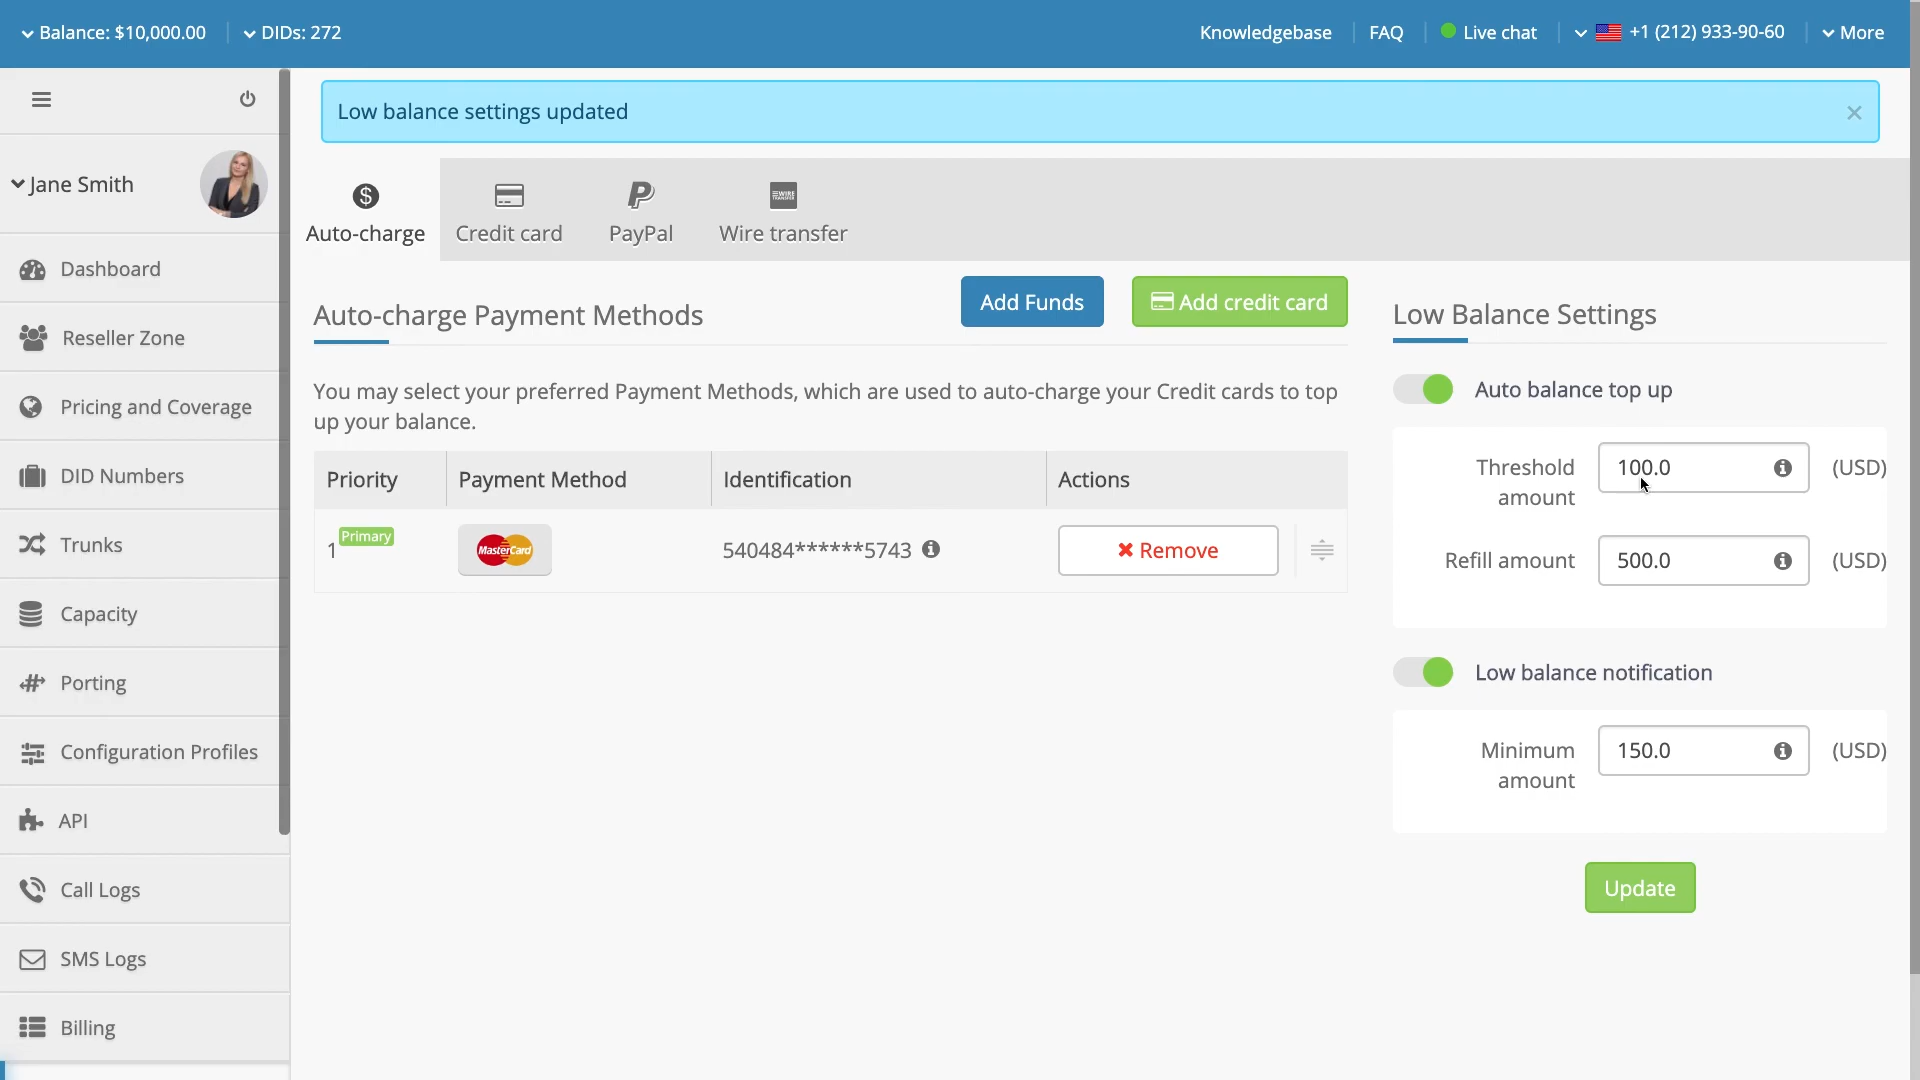 Balance: $10,000.00
DIDs: 272
Knowledgebase
FAQ
Live chat
+1 (212) 933-90-60
More
Low balance settings updated
Jane Smith
Dashboard
Reseller Zone
Pricing and Coverage
DID Numbers
Trunks
Capacity
Porting
Configuration Profiles
API
Call Logs
SMS Logs
Billing
Auto-charge
Credit card
PayPal
WIRE TRANSFER
Wire transfer
Auto-charge Payment Methods
Add Funds
Add credit card
You may select your preferred Payment Methods, which are used to auto-charge your Credit cards to top
up your balance.
Priority
Payment Method
Identification
Actions
1
Primary
MasterCard
540484******5743
Remove
Low Balance Settings
Auto balance top up
Threshold
amount
100.0
(USD)
Refill amount
500.0
(USD)
Low balance notification
Minimum
amount
150.0
(USD)
Update